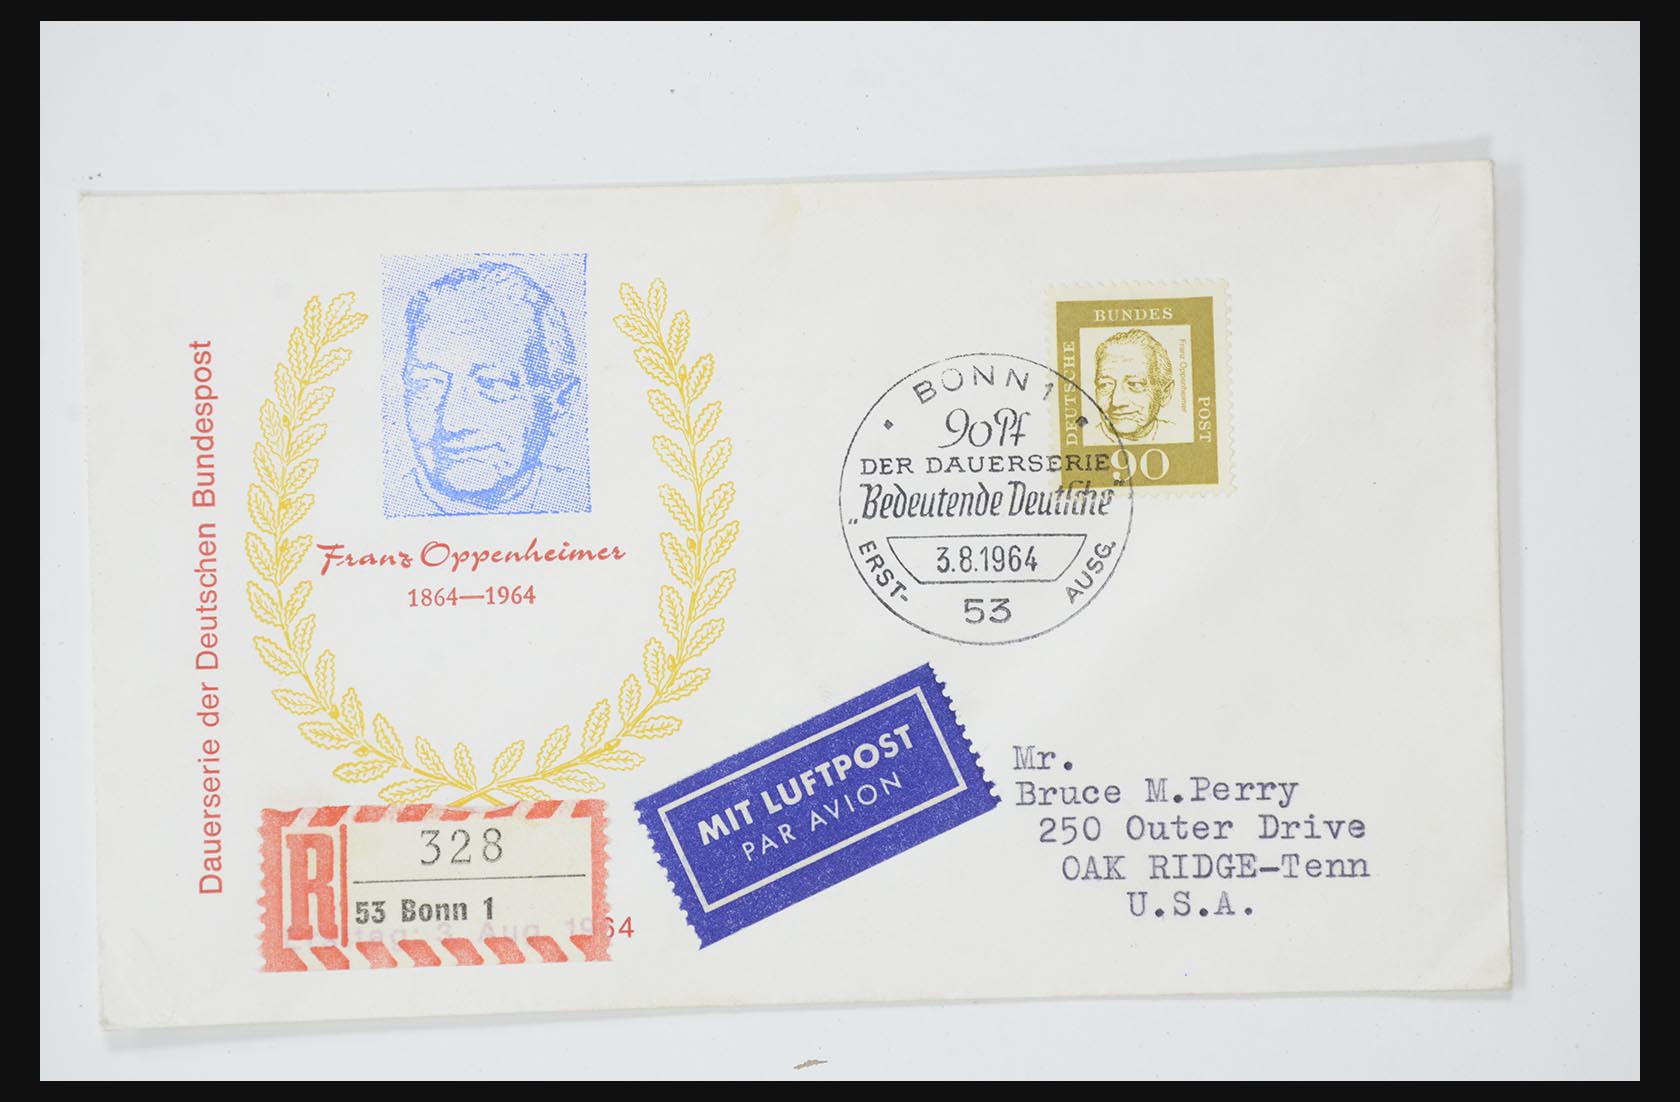 Dauerserie der Deutschen Bundespost
Franz Oppenheimer
1864—1964
BUNDES
DEUTSCHE
POST
Franz Oppenheimer
90
BONN 1
90 Pf
DER DAUERSERIE
„Bedeutende Deutsche"
3.8.1964
ERST- AUSG.
53
MIT LUFTPOST
PAR AVION
R
328
53 Bonn 1
3. Aug. 1964
Mr.
Bruce M.Perry
250 Outer Drive
OAK RIDGE-Tenn
U.S.A.